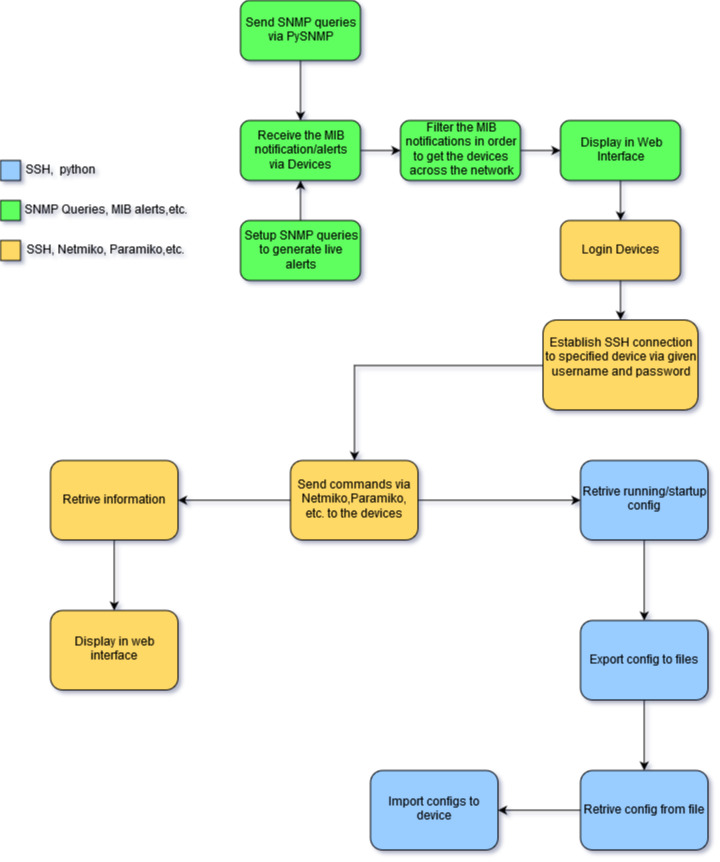 Send SNMP queries
via PySNMP
Receive the MIB
notification/alerts
via Devices
Filter the MIB
notifications in order
to get the devices
across the network
Display in Web
Interface
SSH, python
SNMP Queries, MIB alerts,etc.
SSH, Netmiko, Paramiko,etc.
Setup SNMP queries
to generate live
alerts
Login Devices
Establish SSH connection
to specified device via given
username and password
Retrive information
Send commands via
Netmiko,Paramiko,
etc. to the devices
Retrive running/startup
config
Display in web
interface
Export config to files
Import configs to
device
Retrive config from file